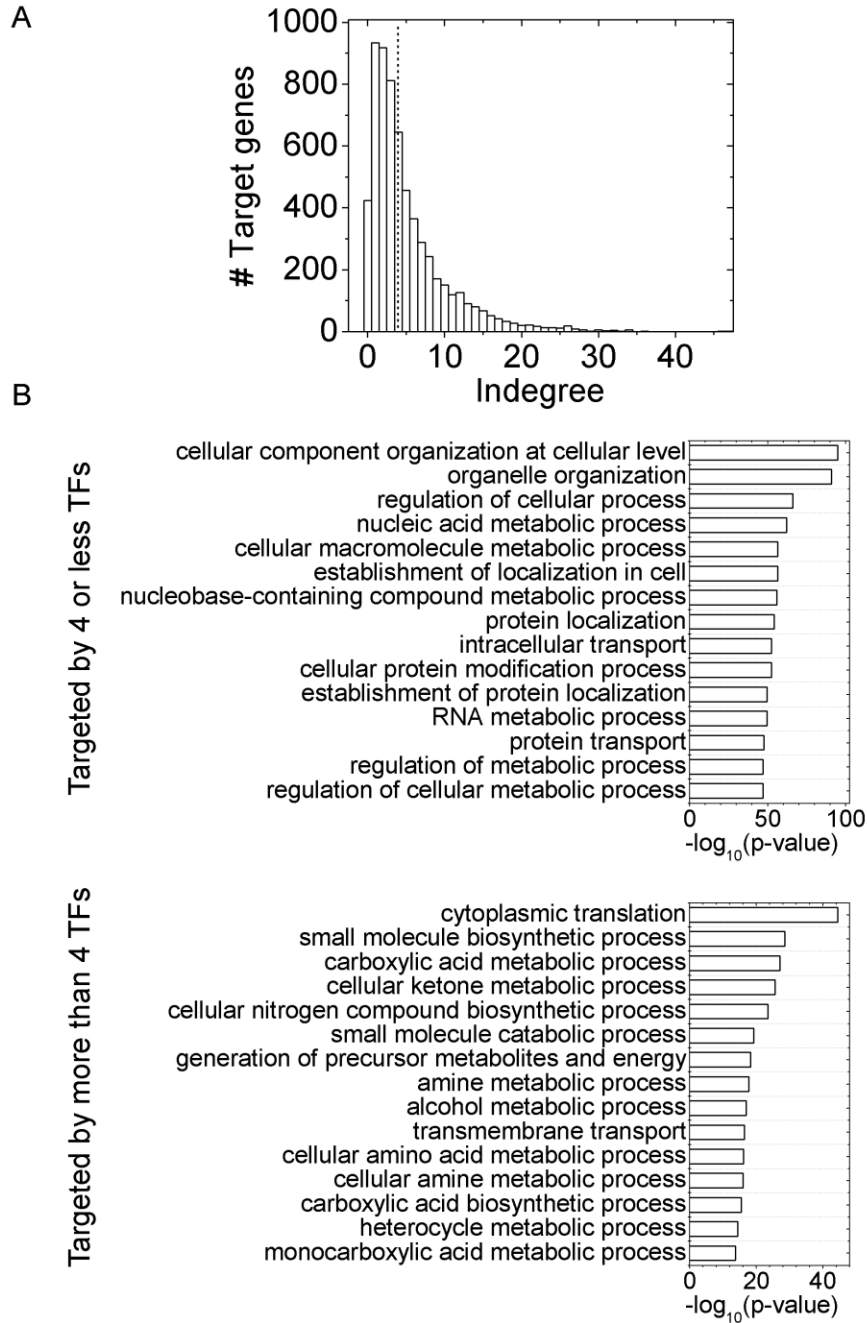 A
1000
800
600
400
200
0
# Target genes
0 10 20 30 40
Indegree
B
Targeted by 4 or less TFs
cellular component organization at cellular level
organelle organization
regulation of cellular process
nucleic acid metabolic process
cellular macromolecule metabolic process
establishment of localization in cell
nucleobase-containing compound metabolic process
protein localization
intracellular transport
cellular protein modification process
establishment of protein localization
RNA metabolic process
protein transport
regulation of metabolic process
regulation of cellular metabolic process
0 50 100
-log10(p-value)
Targeted by more than 4 TFs
cytoplasmic translation
small molecule biosynthetic process
carboxylic acid metabolic process
cellular ketone metabolic process
cellular nitrogen compound biosynthetic process
small molecule catabolic process
generation of precursor metabolites and energy
amine metabolic process
alcohol metabolic process
transmembrane transport
cellular amino acid metabolic process
cellular amine metabolic process
carboxylic acid biosynthetic process
heterocycle metabolic process
monocarboxylic acid metabolic process
0 20 40
-log10(p-value)